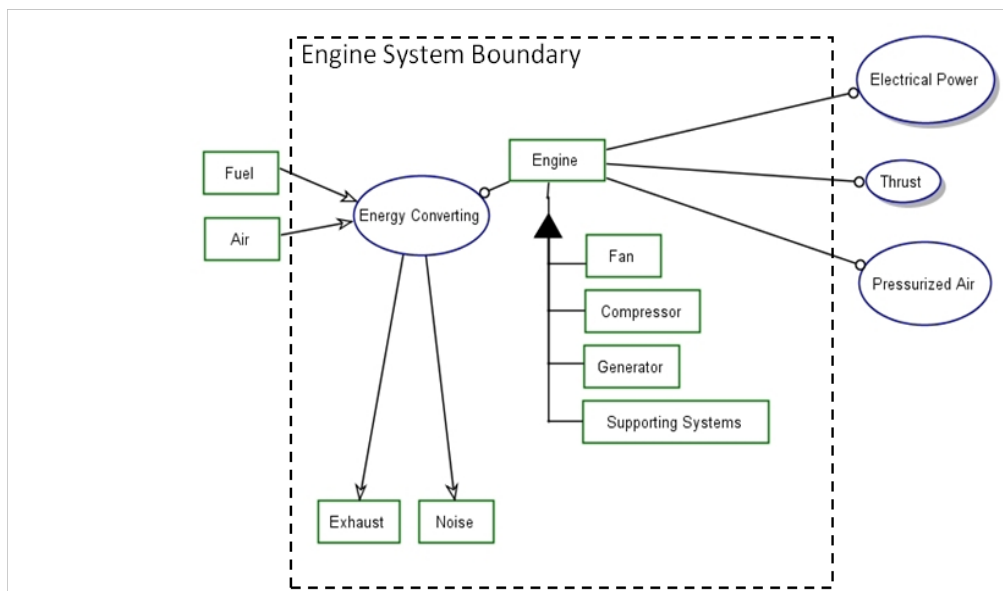 Engine System Boundary
Electrical Power
Engine
Fuel
Thrust
Energy Converting
Air
Fan
Pressurized Air
Compressor
Generator
Supporting Systems
Exhaust
Noise